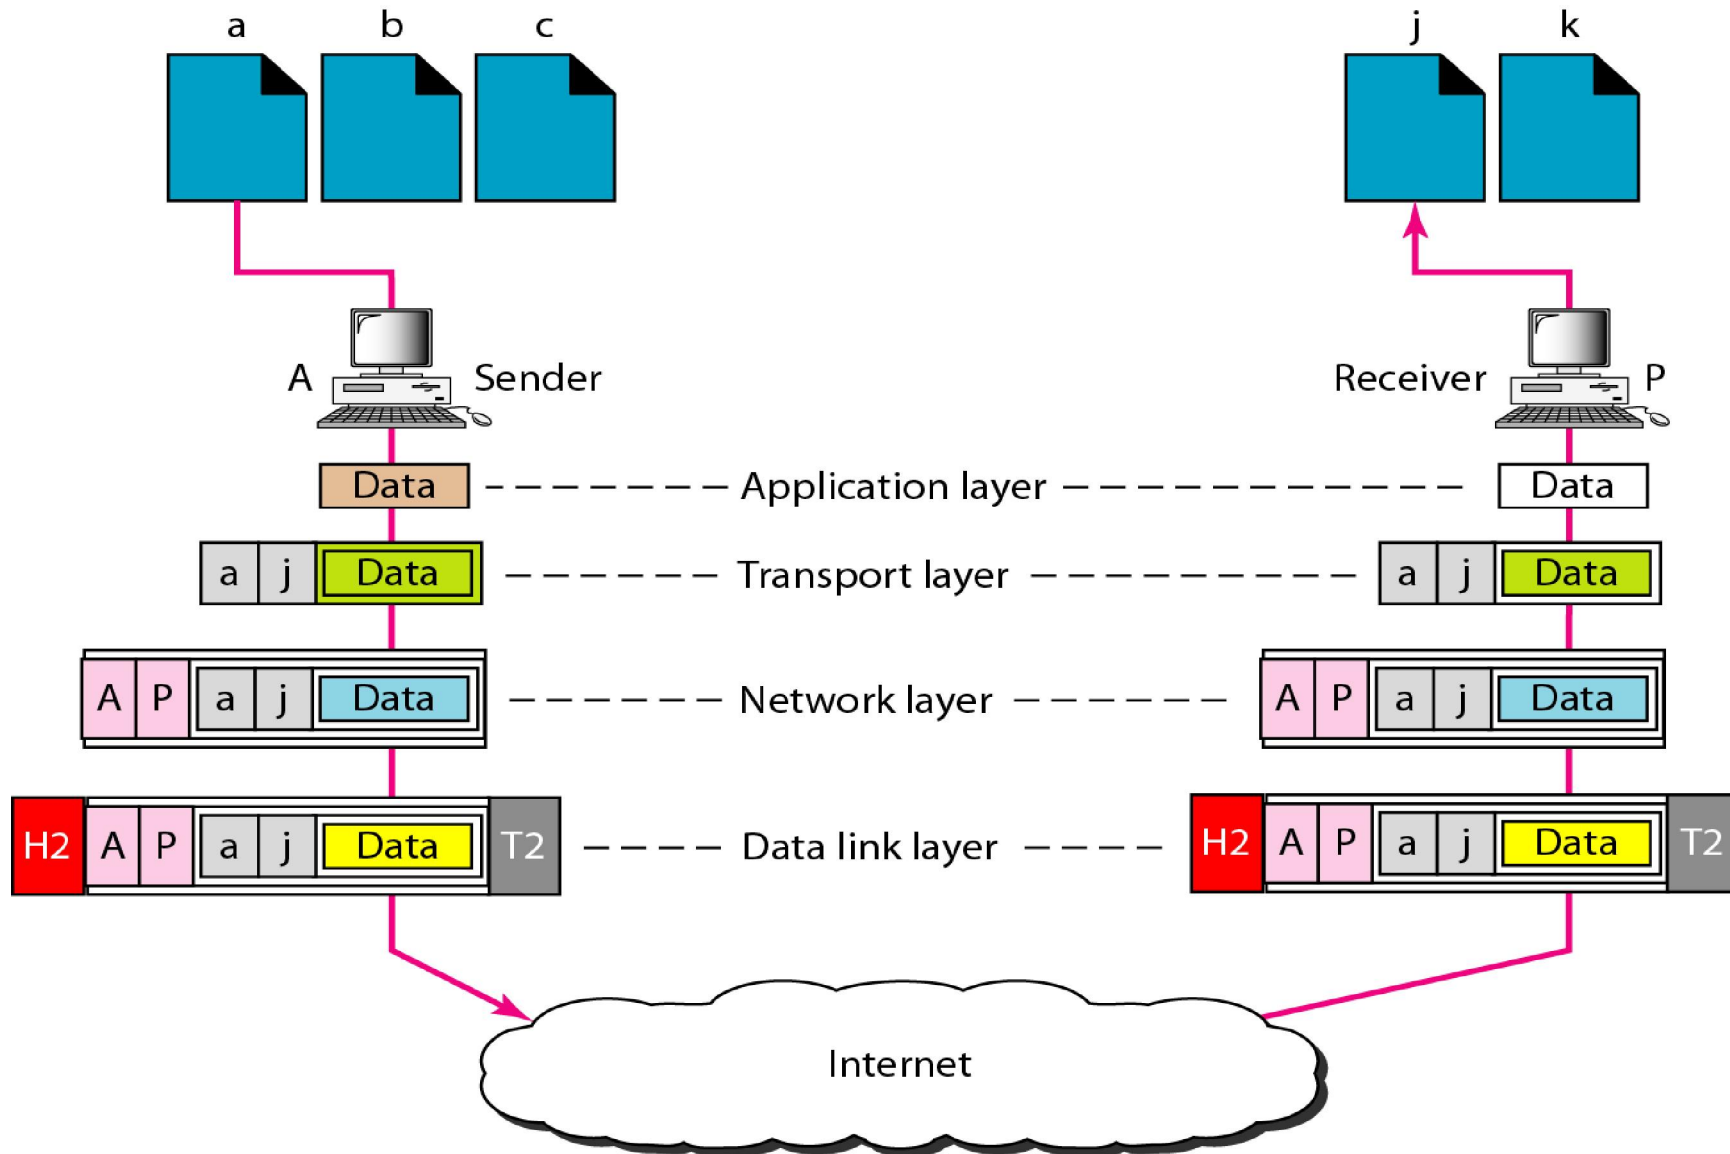 a b c j k
A Sender Receiver P
Data Application layer Data
a j Data Transport layer a j Data
A P a j Data Network layer A P a j Data
H2 A P a j Data T2 Data link layer H2 A P a j Data T2
Internet